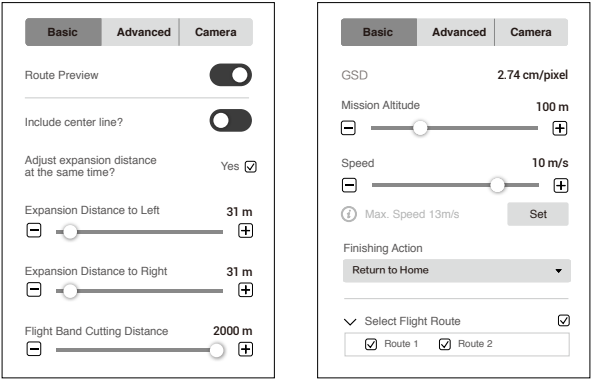 Basic Advanced Camera
Route Preview
Include center line?
Adjust expansion distance
at the same time?
Yes
Expansion Distance to Left 31 m
Expansion Distance to Right 31 m
Flight Band Cutting Distance 2000 m
Basic Advanced Camera
GSD 2.74 cm/pixel
Mission Altitude 100 m
Speed 10 m/s
i Max. Speed 13m/s Set
Finishing Action
Return to Home
Select Flight Route
Route 1 Route 2